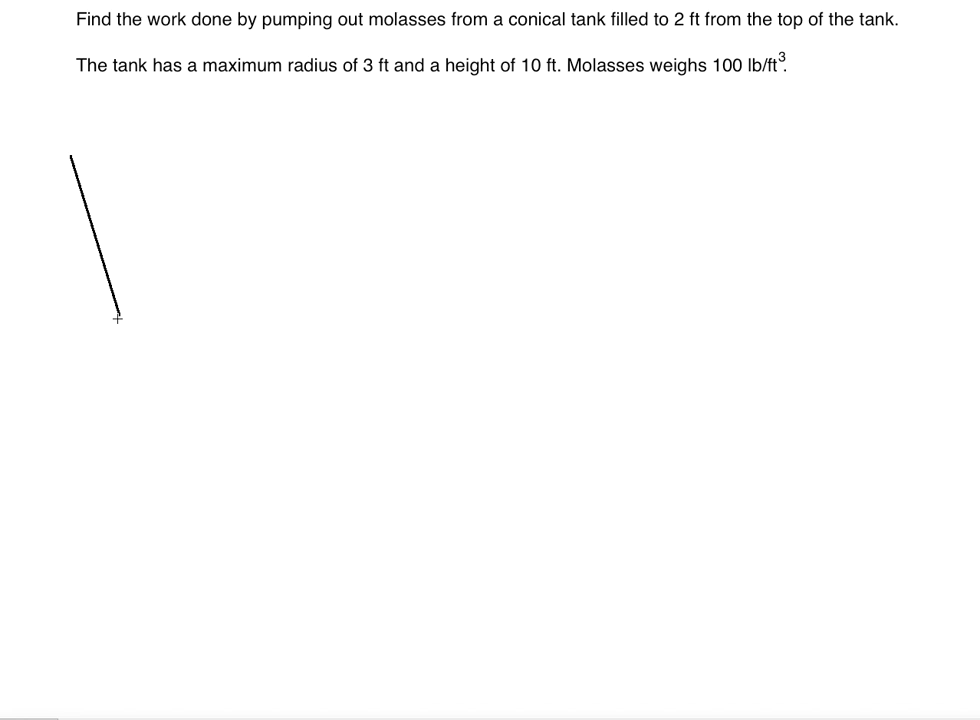 Find the work done by pumping out molasses from a conical tank filled to 2 ft from the top of the tank.
The tank has a maximum radius of 3 ft and a height of 10 ft. Molasses weighs 100 lb/ft³.